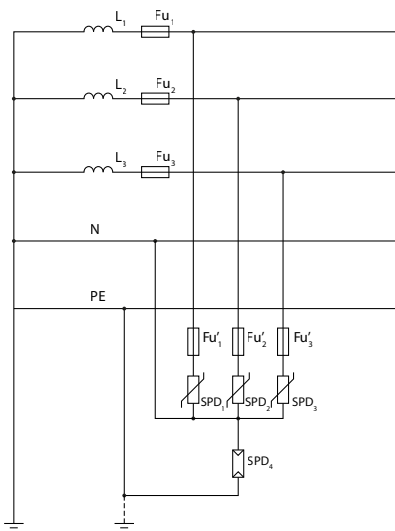 L₁ Fu₁
L₂ Fu₂
L₃ Fu₃
N
PE
Fu'₁ Fu'₂ Fu'₃
SPD₁ SPD₂ SPD₃
SPD₄